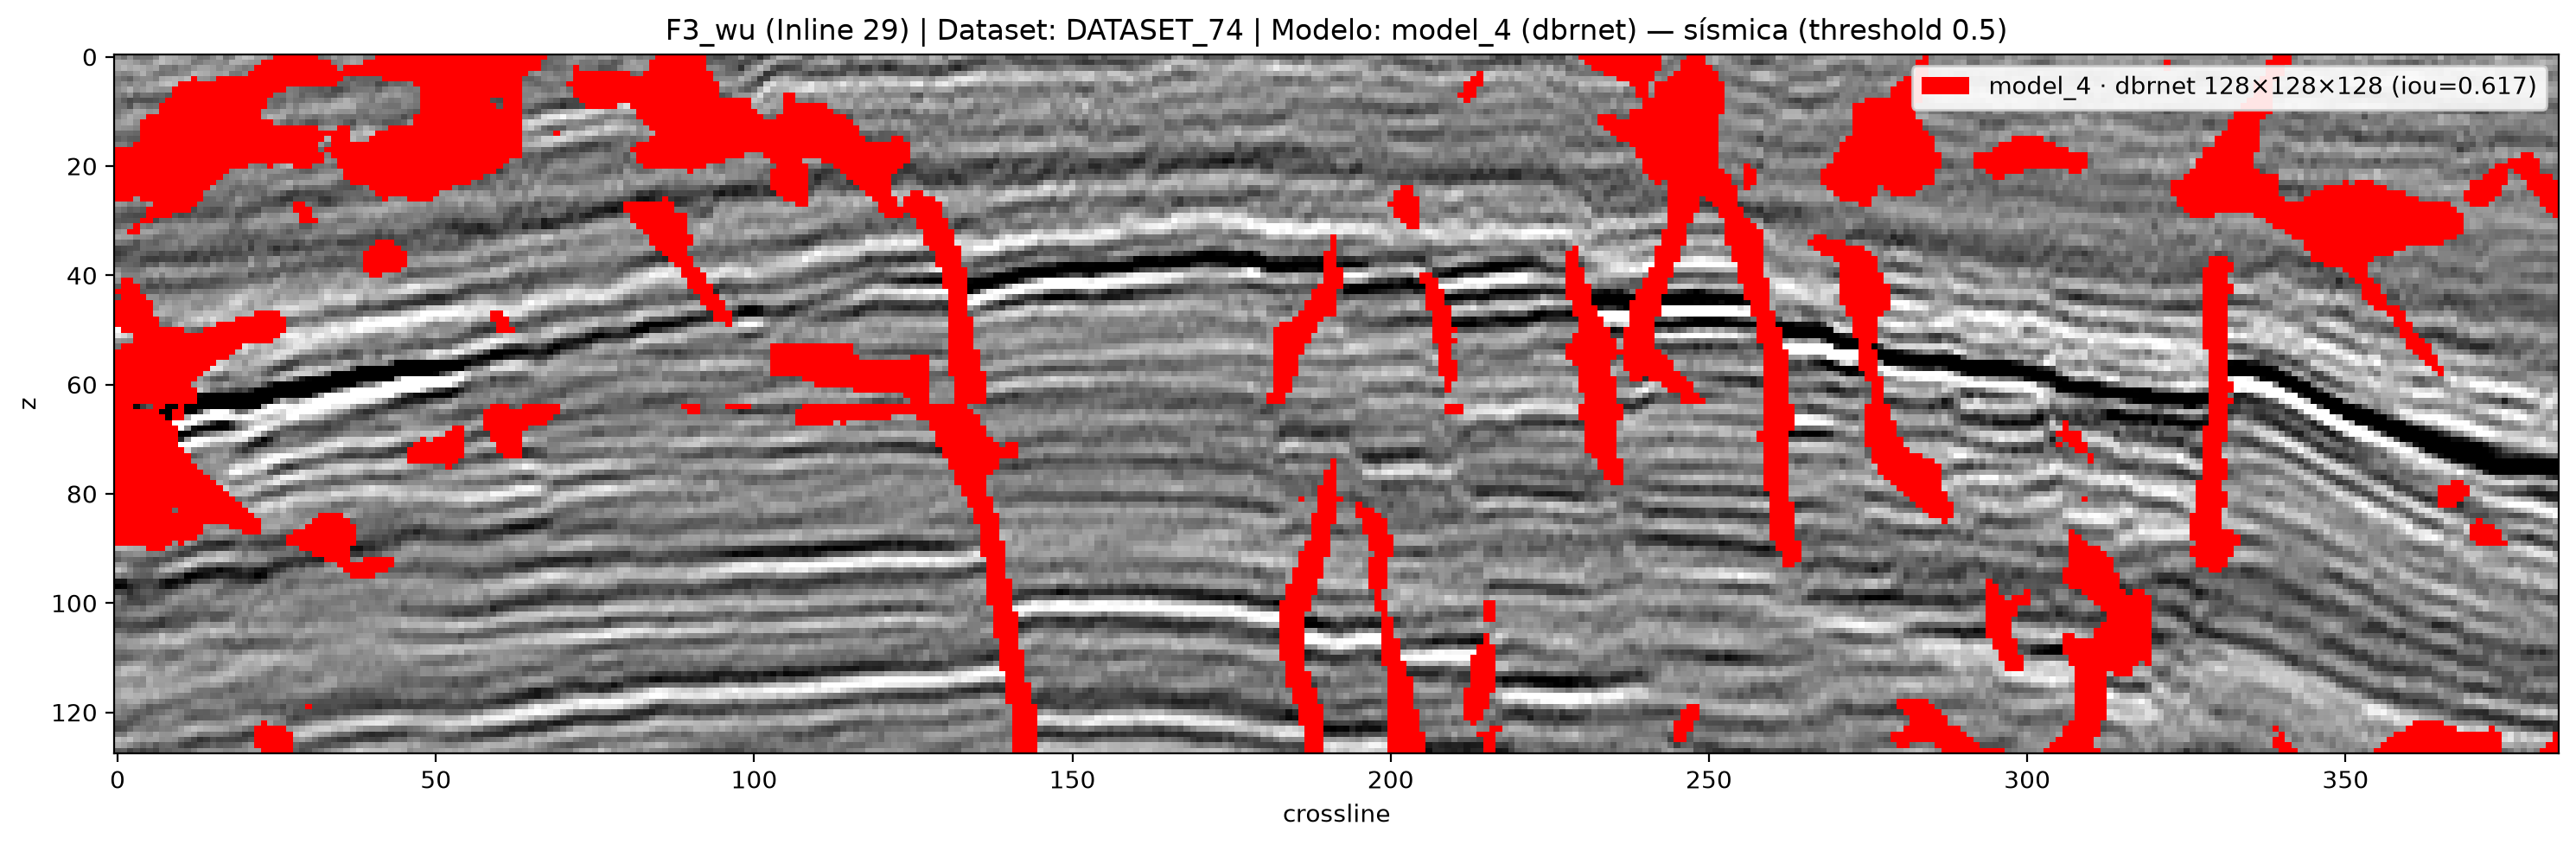 F3_wu (Inline 29) | Dataset: DATASET_74 | Modelo: model_4 (dbrnet) — sísmica (threshold 0.5)
model_4 · dbrnet 128×128×128 (iou=0.617)
0
20
40
60
80
100
120
z
0 50 100 150 200 250 300 350
crossline